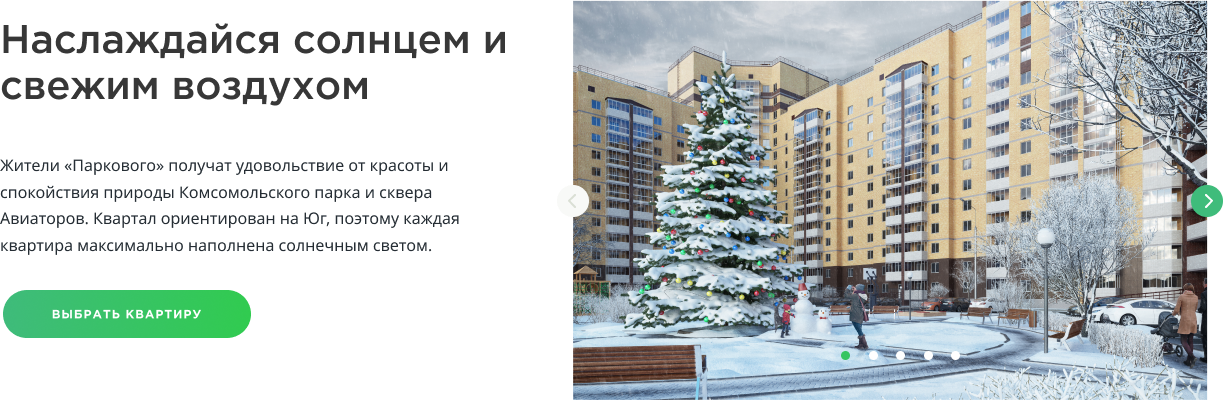 Наслаждайся солнцем и
свежим воздухом
Жители «Паркового» получат удовольствие от красоты и
спокойствия природы Комсомольского парка и сквера
Авиаторов. Квартал ориентирован на Юг, поэтому каждая
квартира максимально наполнена солнечным светом.
ВЫБРАТЬ КВАРТИРУ